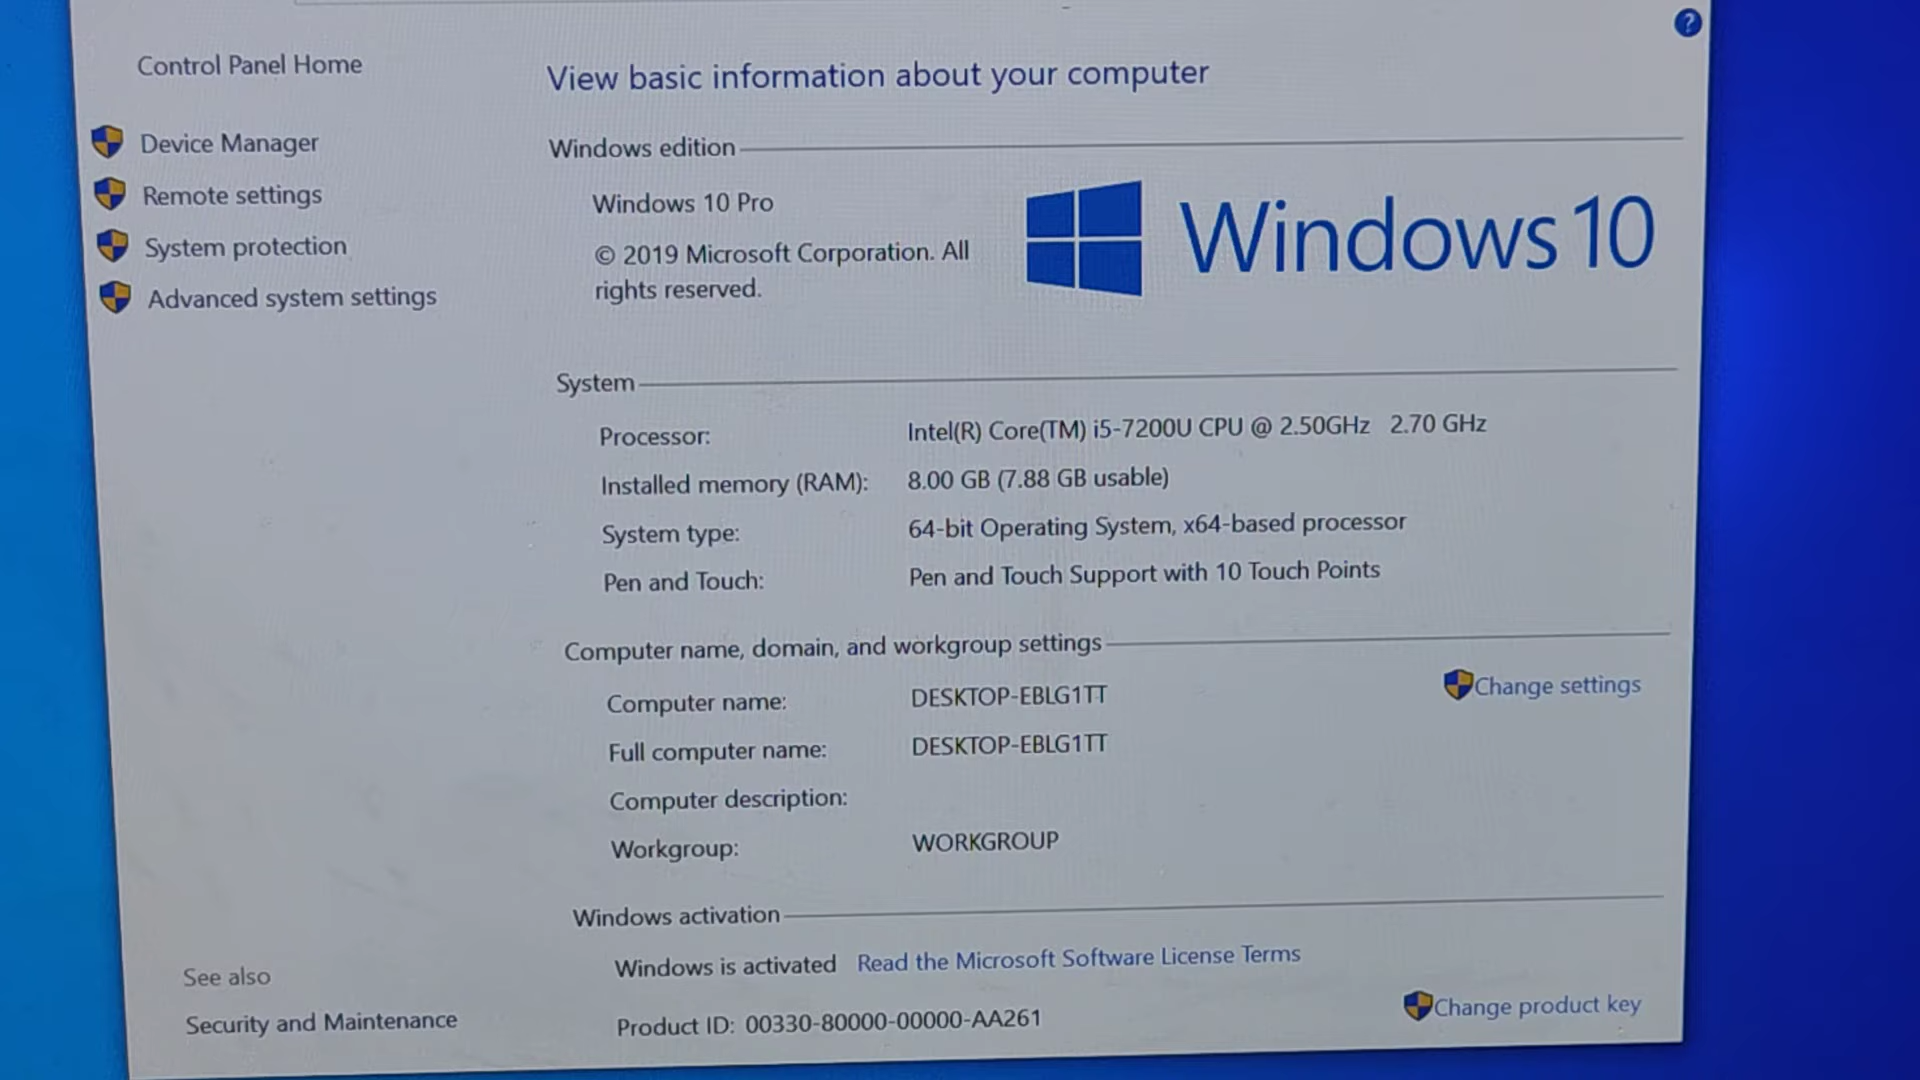 ?
Control Panel Home
Device Manager
Remote settings
System protection
Advanced system settings
See also
Security and Maintenance
View basic information about your computer
Windows edition
Windows 10 Pro
© 2019 Microsoft Corporation. All
rights reserved.
Windows 10
System
Processor: Intel(R) Core(TM) i5-7200U CPU @ 2.50GHz 2.70 GHz
Installed memory (RAM): 8.00 GB (7.88 GB usable)
System type: 64-bit Operating System, x64-based processor
Pen and Touch: Pen and Touch Support with 10 Touch Points
Computer name, domain, and workgroup settings
Computer name: DESKTOP-EBLG1TT Change settings
Full computer name: DESKTOP-EBLG1TT
Computer description:
Workgroup: WORKGROUP
Windows activation
Windows is activated Read the Microsoft Software License Terms
Product ID: 00330-80000-00000-AA261 Change product key